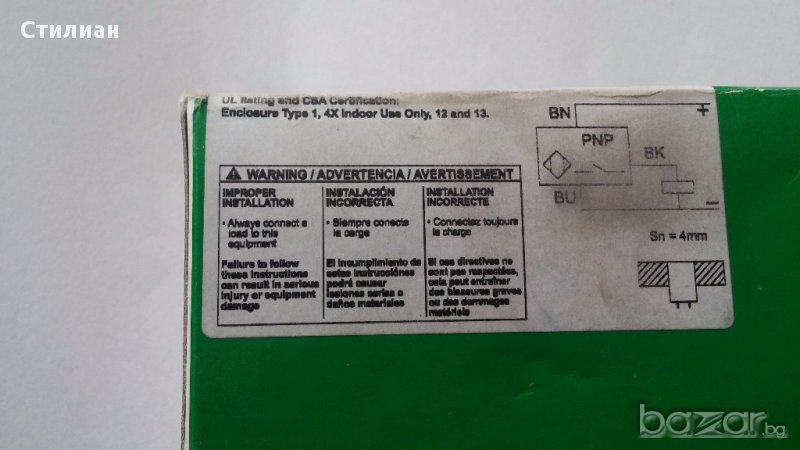 Стилиан
UL listing and CSA Certification:
Enclosure Type 1, 4X Indoor Use Only, 12 and 13.
WARNING / ADVERTENCIA / AVERTISSEMENT
IMPROPER
INSTALLATION
• Always connect a
load to this
equipment
Failure to follow
these instructions
can result in serious
injury or equipment
damage
INSTALACIÓN
INCORRECTA
• Siempre conecte
la carga
El incumplimiento de
estas instrucciónes
podrá causar
lesiones serias o
daños materiales
INSTALLATION
INCORRECTE
• Connectez toujours
la charge
Si ces directives ne
sont pas respectées,
cela peut entraîner
des blessures graves
ou des dommages
matériels
BN
+
PNP
BK
BU
Sn = 4mm
bazar.bg